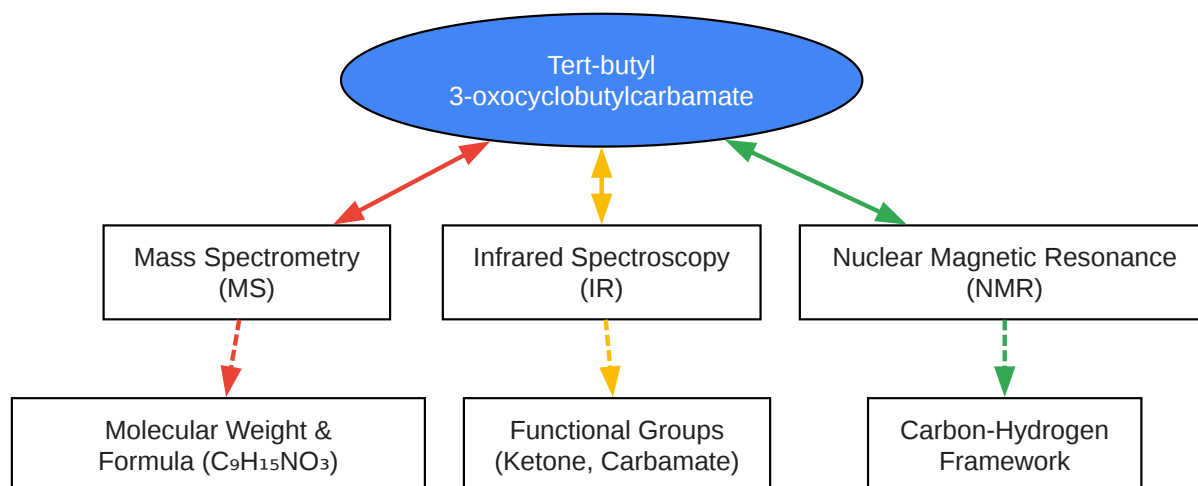 Tert-butyl
3-oxocyclobutylcarbamate
Mass Spectrometry
(MS)
Infrared Spectroscopy
(IR)
Nuclear Magnetic Resonance
(NMR)
Molecular Weight &
Formula (C₉H₁₅NO₃)
Functional Groups
(Ketone, Carbamate)
Carbon-Hydrogen
Framework